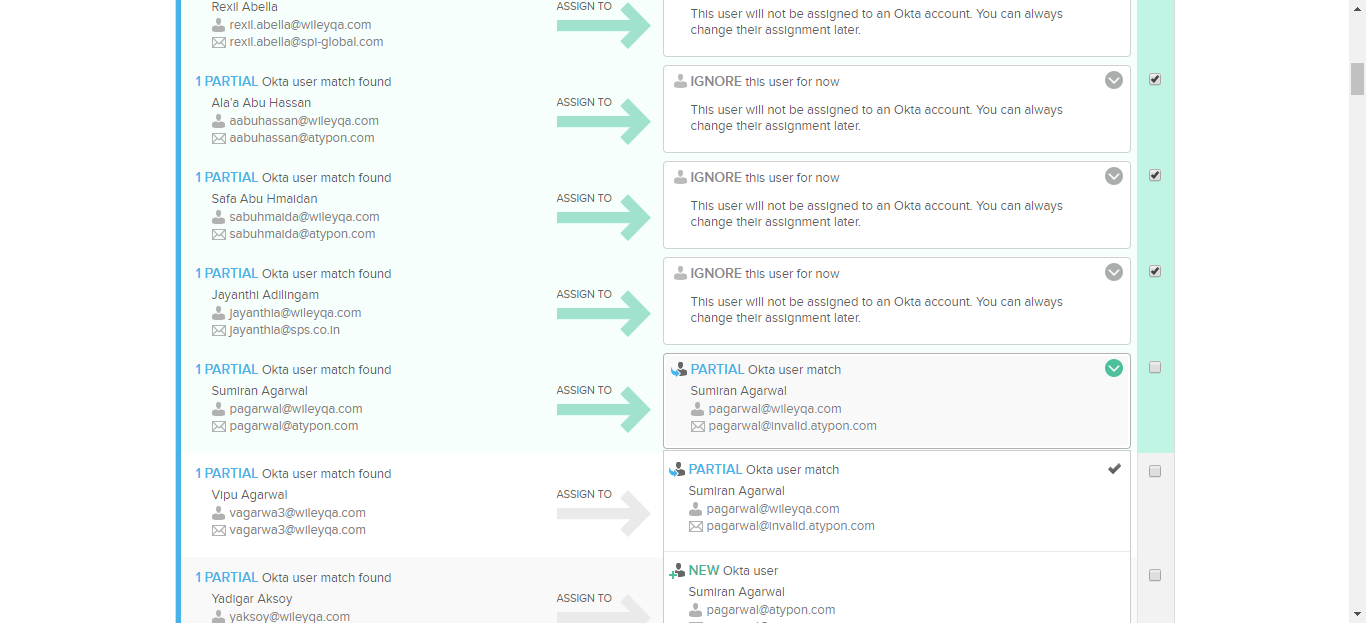 Rexil Abella
rexil.abella@wileyqa.com
rexil.abella@spi-global.com
ASSIGN TO
This user will not be assigned to an Okta account. You can always
change their assignment later.
1 PARTIAL Okta user match found
Ala'a Abu Hassan
aabuhassan@wileyqa.com
aabuhassan@atypon.com
ASSIGN TO
IGNORE this user for now
This user will not be assigned to an Okta account. You can always
change their assignment later.
1 PARTIAL Okta user match found
Safa Abu Hmaidan
sabuhmaida@wileyqa.com
sabuhmaida@atypon.com
ASSIGN TO
IGNORE this user for now
This user will not be assigned to an Okta account. You can always
change their assignment later.
1 PARTIAL Okta user match found
Jayanthi Adilingam
jayanthia@wileyqa.com
jayanthia@sps.co.in
ASSIGN TO
IGNORE this user for now
This user will not be assigned to an Okta account. You can always
change their assignment later.
1 PARTIAL Okta user match found
Sumiran Agarwal
pagarwal@wileyqa.com
pagarwal@atypon.com
ASSIGN TO
PARTIAL Okta user match
Sumiran Agarwal
pagarwal@wileyqa.com
pagarwal@invalid.atypon.com
1 PARTIAL Okta user match found
Vipu Agarwal
vagarwa3@wileyqa.com
vagarwa3@wileyqa.com
ASSIGN TO
PARTIAL Okta user match
Sumiran Agarwal
pagarwal@wileyqa.com
pagarwal@invalid.atypon.com
1 PARTIAL Okta user match found
Yadigar Aksoy
yaksoy@wileyqa.com
ASSIGN TO
NEW Okta user
Sumiran Agarwal
pagarwal@atypon.com